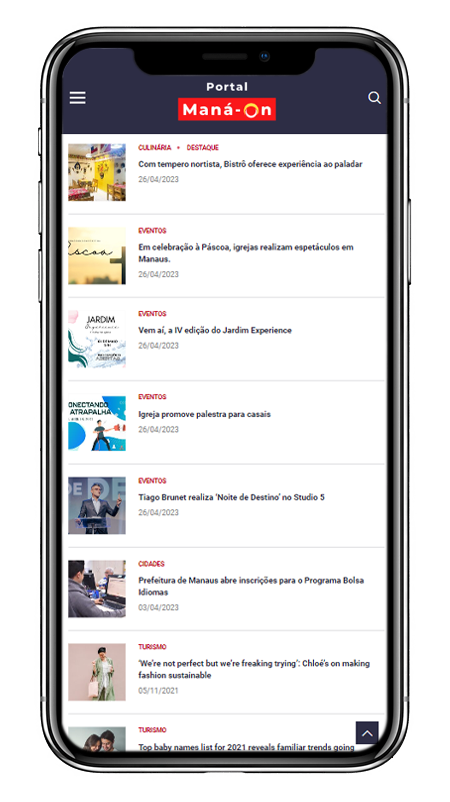 Portal
Maná-On
CULINÁRIA • DESTAQUE
Com tempero nortista, Bistrô oferece experiência ao paladar
26/04/2023
áscoa
EVENTOS
Em celebração à Páscoa, igrejas realizam espetáculos em
Manaus.
26/04/2023
JARDIM
EVENTOS
Vem aí, a IV edição do Jardim Experience
26/04/2023
ONECTANDO
ATRAPALHA
EVENTOS
Igreja promove palestra para casais
26/04/2023
EVENTOS
Tiago Brunet realiza ‘Noite de Destino’ no Studio 5
26/04/2023
CIDADES
Prefeitura de Manaus abre inscrições para o Programa Bolsa
Idiomas
03/04/2023
TURISMO
‘We’re not perfect but we’re freaking trying’: Chloé’s on making
fashion sustainable
05/11/2021
TURISMO
Top baby names list for 2021 reveals familiar trends going